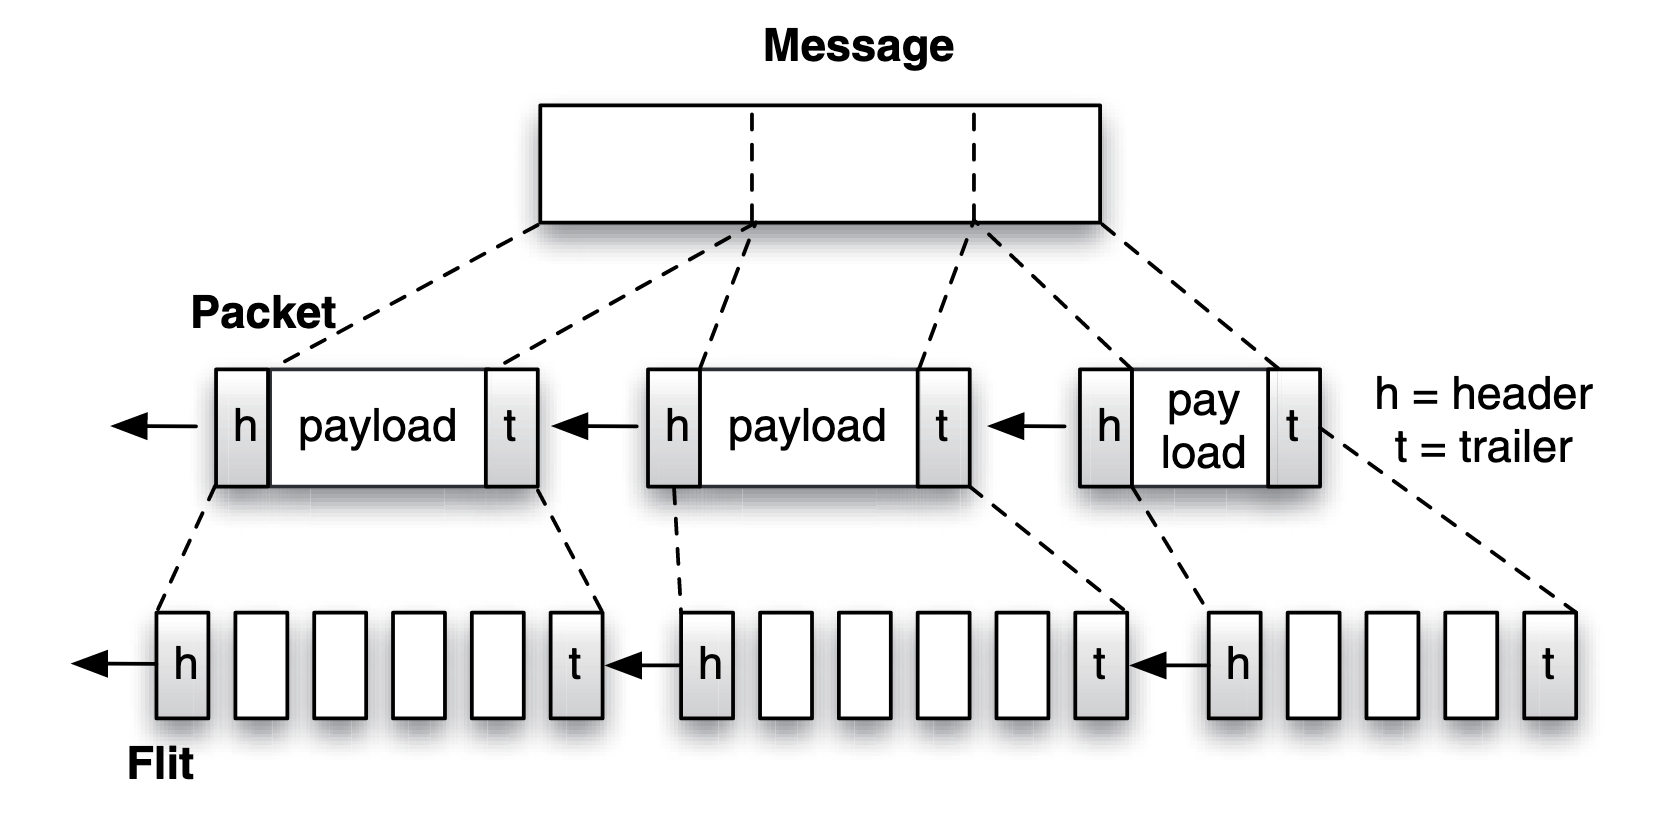 Message
Packet
h payload t h payload t h pay load t
h = header
t = trailer
h t h t h t
Flit